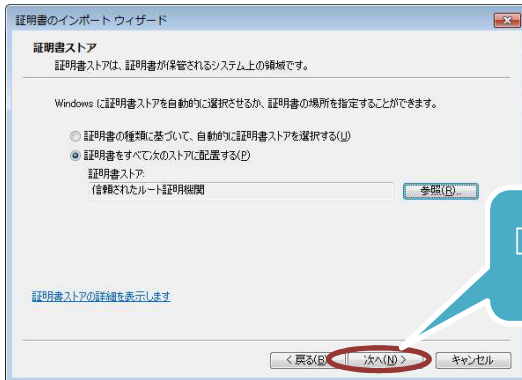 証明書のインポート ウィザード
証明書ストア
証明書ストアは、証明書が保管されるシステム上の領域です。
Windows に証明書ストアを自動的に選択させるか、証明書の場所を指定することができます。
証明書の種類に基づいて、自動的に証明書ストアを選択する(U)
証明書をすべて次のストアに配置する(P)
証明書ストア:
信頼されたルート証明機関
参照(R)...
証明書ストアの詳細を表示します
< 戻る(B)
次へ(N) >
キャンセル